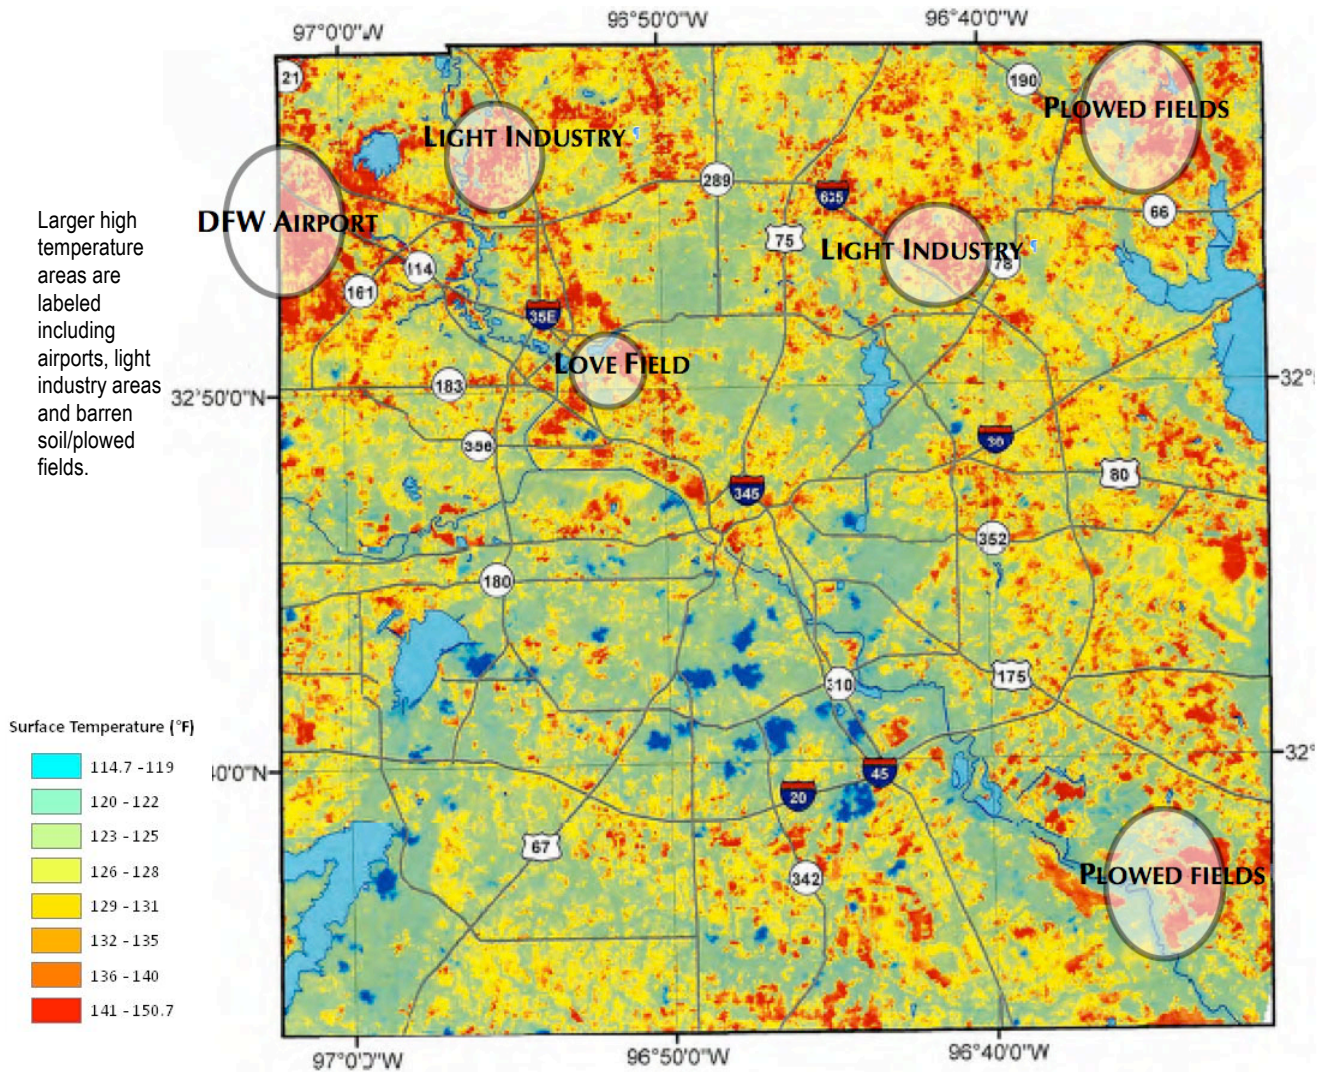 97°0'0"W
96°50'0"W
96°40'0"W
21
190
PLOWED FIELDS
LIGHT INDUSTRY
289
635
66
DFW AIRPORT
75
LIGHT INDUSTRY
78
114
161
35E
LOVE FIELD
183
32°50'0"N
32°
356
30
80
345
352
180
310
175
32°
40'0"N
45
20
67
342
PLOWED FIELDS
97°0'0"W
96°50'0"W
96°40'0"W
Larger high
temperature
areas are
labeled
including
airports, light
industry areas
and barren
soil/plowed
fields.
Surface Temperature (°F)
114.7 - 119
120 - 122
123 - 125
126 - 128
129 - 131
132 - 135
136 - 140
141 - 150.7